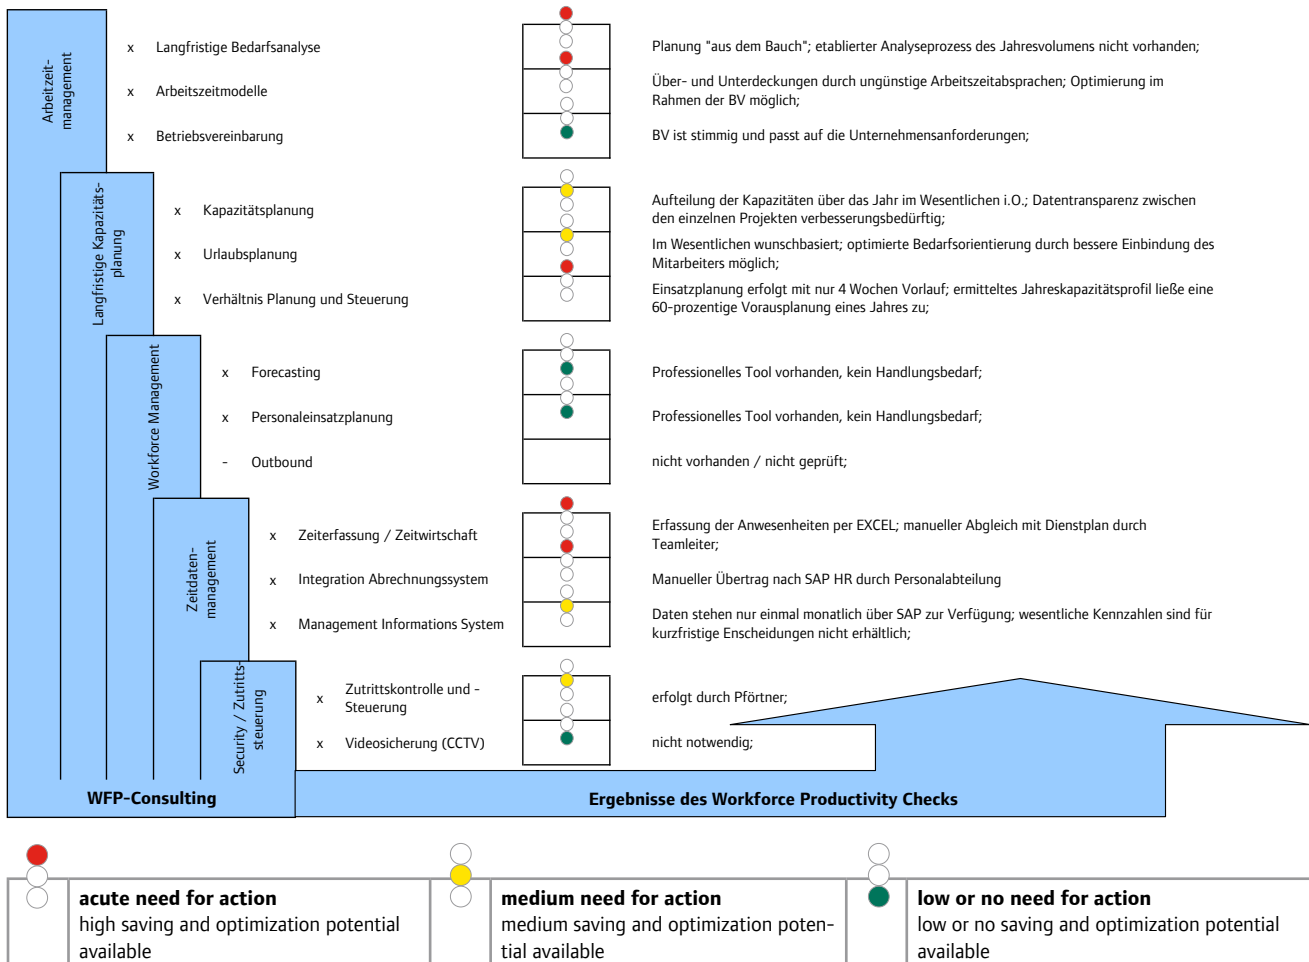 Arbeitzeit-
management
x Langfristige Bedarfsanalyse
Planung "aus dem Bauch"; etablierter Analyseprozess des Jahresvolumens nicht vorhanden;
x Arbeitszeitmodelle
Über- und Unterdeckungen durch ungünstige Arbeitszeitabsprachen; Optimierung im
Rahmen der BV möglich;
x Betriebsvereinbarung
BV ist stimmig und passt auf die Unternehmensanforderungen;
Langfristige Kapazitäts-
planung
x Kapazitätsplanung
Aufteilung der Kapazitäten über das Jahr im Wesentlichen i.O.; Datentransparenz zwischen
den einzelnen Projekten verbesserungsbedürftig;
x Urlaubsplanung
Im Wesentlichen wunschbasiert; optimierte Bedarfsorientierung durch bessere Einbindung des
Mitarbeiters möglich;
x Verhältnis Planung und Steuerung
Einsatzplanung erfolgt mit nur 4 Wochen Vorlauf; ermitteltes Jahreskapazitätsprofil ließe eine
60-prozentige Vorausplanung eines Jahres zu;
Workforce Management
x Forecasting
Professionelles Tool vorhanden, kein Handlungsbedarf;
x Personaleinsatzplanung
Professionelles Tool vorhanden, kein Handlungsbedarf;
- Outbound
nicht vorhanden / nicht geprüft;
Zeitdaten-
management
x Zeiterfassung / Zeitwirtschaft
Erfassung der Anwesenheiten per EXCEL; manueller Abgleich mit Dienstplan durch
Teamleiter;
x Integration Abrechnungssystem
Manueller Übertrag nach SAP HR durch Personalabteilung
x Management Informations System
Daten stehen nur einmal monatlich über SAP zur Verfügung; wesentliche Kennzahlen sind für
kurzfristige Enscheidungen nicht erhältlich;
Security / Zutritts-
steuerung
x Zutrittskontrolle und -
Steuerung
erfolgt durch Pförtner;
x Videosicherung (CCTV)
nicht notwendig;
WFP-Consulting
Ergebnisse des Workforce Productivity Checks
acute need for action
high saving and optimization potential
available
medium need for action
medium saving and optimization poten-
tial available
low or no need for action
low or no saving and optimization potential
available